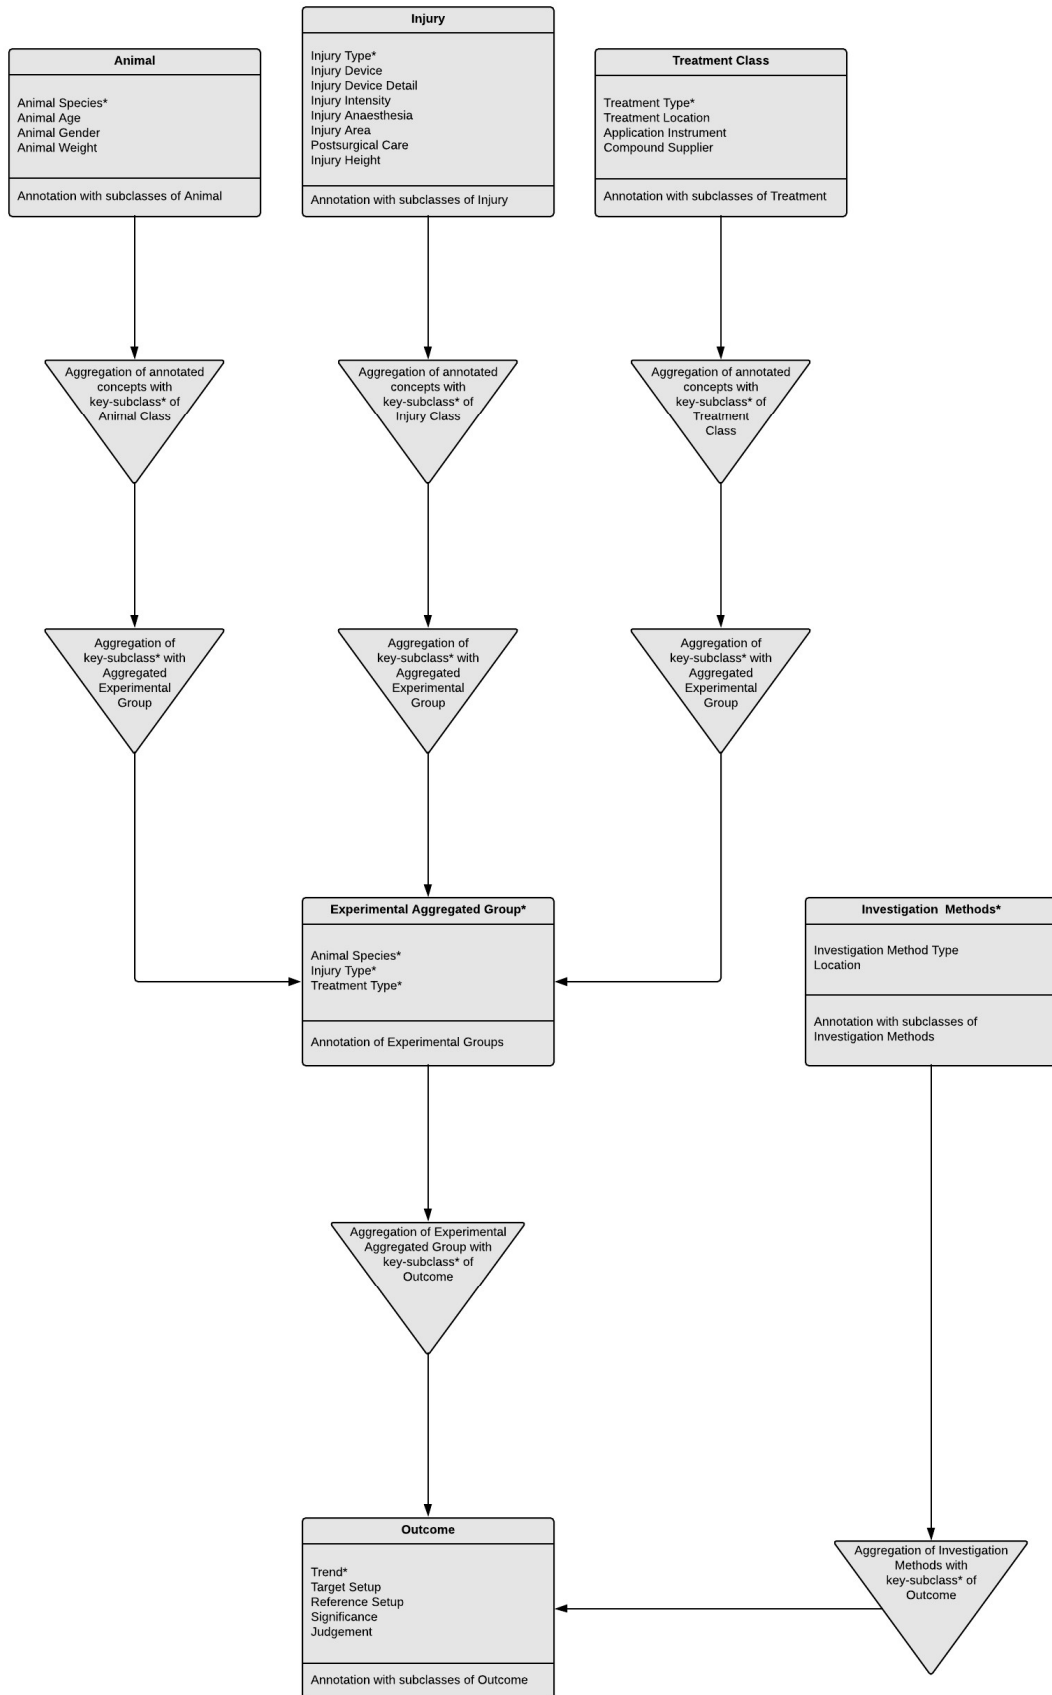 Injury
Injury Type*
Injury Device
Injury Device Detail
Injury Intensity
Injury Anaesthesia
Injury Area
Postsurgical Care
Injury Height
Annotation with subclasses of Injury
Animal
Animal Species*
Animal Age
Animal Gender
Animal Weight
Annotation with subclasses of Animal
Treatment Class
Treatment Type*
Treatment Location
Application Instrument
Compound Supplier
Annotation with subclasses of Treatment
Aggregation of annotated
concepts with
key-subclass* of
Animal Class
Aggregation of annotated
concepts with
key-subclass* of
Injury Class
Aggregation of annotated
concepts with
key-subclass* of
Treatment
Class
Aggregation of
key-subclass* with
Aggregated
Experimental
Group
Aggregation of
key-subclass* with
Aggregated
Experimental
Group
Aggregation of
key-subclass* with
Aggregated
Experimental
Group
Experimental Aggregated Group*
Animal Species*
Injury Type*
Treatment Type*
Annotation of Experimental Groups
Investigation Methods*
Investigation Method Type
Location
Annotation with subclasses of
Investigation Methods
Aggregation of Experimental
Aggregated Group with
key-subclass* of
Outcome
Outcome
Trend*
Target Setup
Reference Setup
Significance
Judgement
Annotation with subclasses of Outcome
Aggregation of Investigation
Methods with
key-subclass* of
Outcome